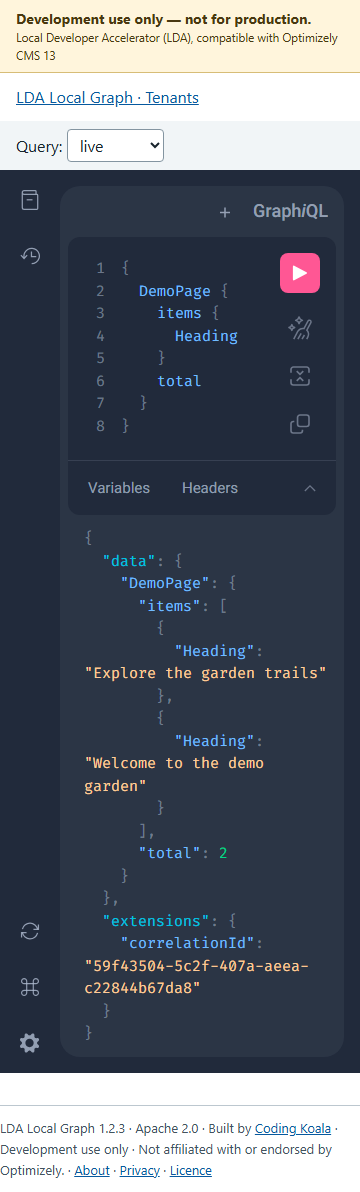 Development use only — not for production.
Local Developer Accelerator (LDA), compatible with Optimizely
CMS 13
LDA Local Graph · Tenants
Query: live
+ GraphiQL
1 {
2 DemoPage {
3 items {
4 Heading
5 }
6 total
7 }
8 }
Variables Headers
{
"data": {
"DemoPage": {
"items": [
{
"Heading":
"Explore the garden trails"
},
{
"Heading":
"Welcome to the demo
garden"
}
],
"total": 2
}
},
"extensions": {
"correlationId":
"59f43504-5c2f-407a-aeea-
c22844b67da8"
}
}
LDA Local Graph 1.2.3 · Apache 2.0 · Built by Coding Koala ·
Development use only · Not affiliated with or endorsed by
Optimizely. · About · Privacy · Licence